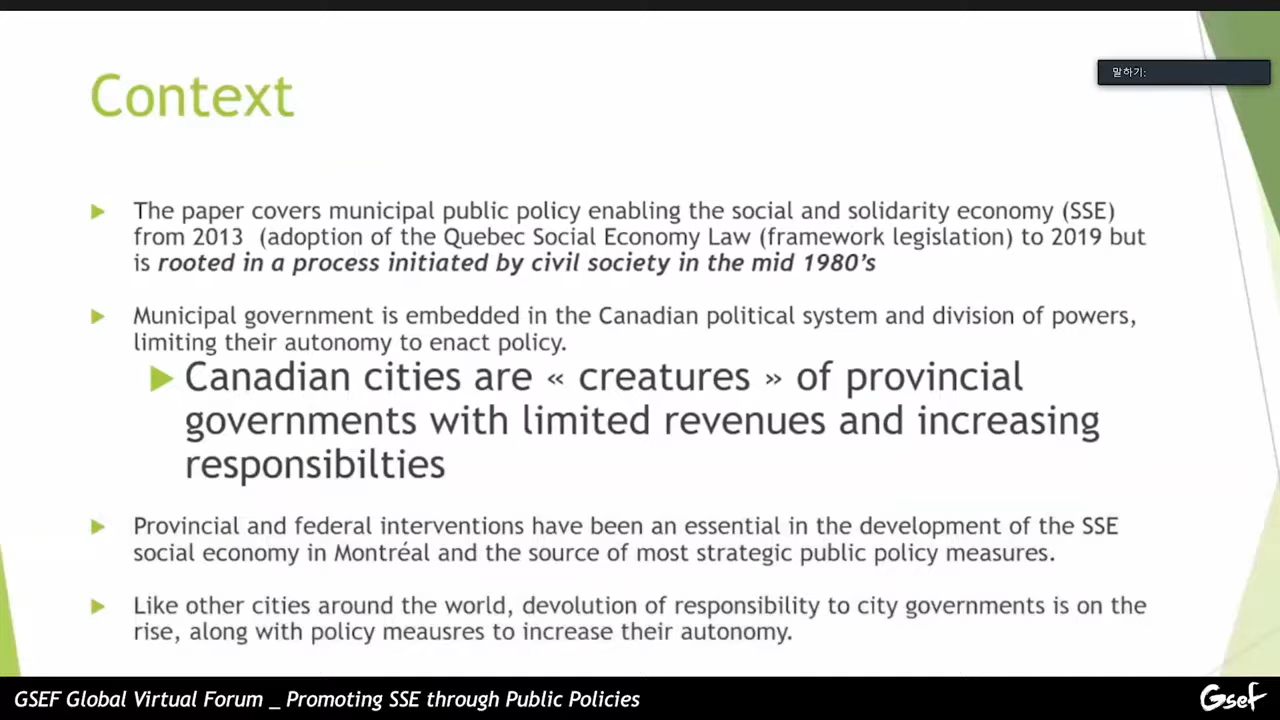 Context
말하기:
The paper covers municipal public policy enabling the social and solidarity economy (SSE)
from 2013 (adoption of the Quebec Social Economy Law (framework legislation) to 2019 but
is rooted in a process initiated by civil society in the mid 1980's
Municipal government is embedded in the Canadian political system and division of powers,
limiting their autonomy to enact policy.
Canadian cities are « creatures » of provincial
governments with limited revenues and increasing
responsibilties
Provincial and federal interventions have been an essential in the development of the SSE
social economy in Montréal and the source of most strategic public policy measures.
Like other cities around the world, devolution of responsibility to city governments is on the
rise, along with policy meausres to increase their autonomy.
GSEF Global Virtual Forum _ Promoting SSE through Public Policies
Gsef